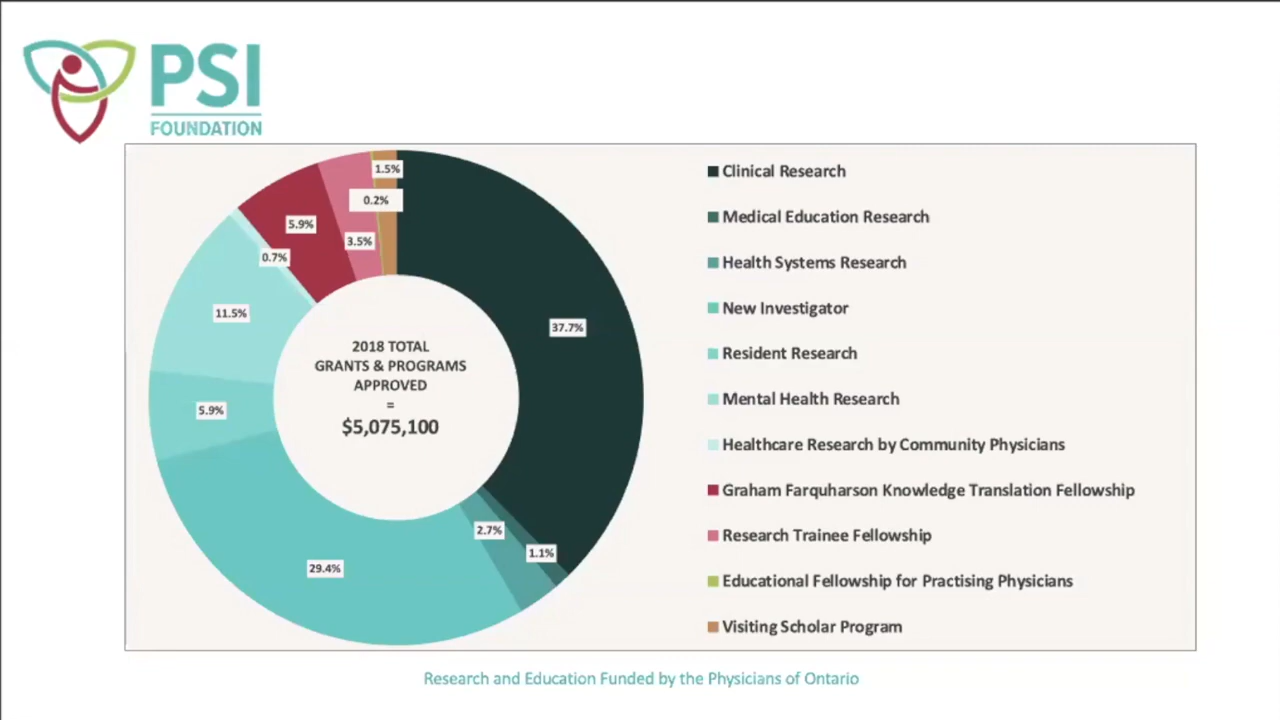 PSI
FOUNDATION
1.5%
0.2%
5.9%
3.5%
0.7%
11.5%
37.7%
5.9%
2.7%
1.1%
29.4%
2018 TOTAL
GRANTS & PROGRAMS
APPROVED
=
$5,075,100
Clinical Research
Medical Education Research
Health Systems Research
New Investigator
Resident Research
Mental Health Research
Healthcare Research by Community Physicians
Graham Farquharson Knowledge Translation Fellowship
Research Trainee Fellowship
Educational Fellowship for Practising Physicians
Visiting Scholar Program
Research and Education Funded by the Physicians of Ontario